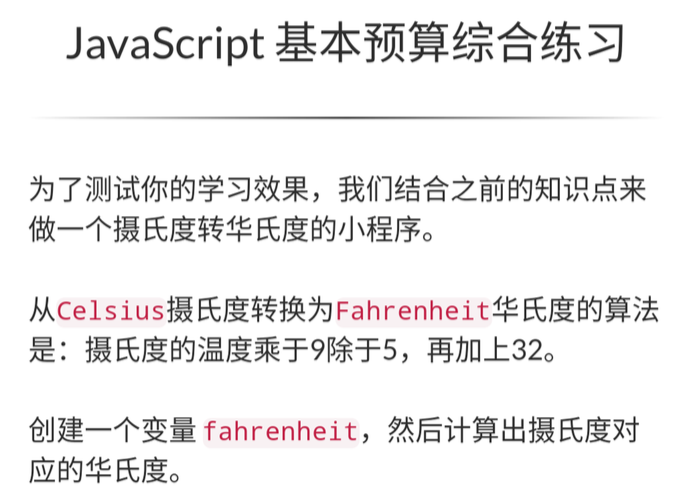 JavaScript 基本预算综合练习
为了测试你的学习效果，我们结合之前的知识点来
做一个摄氏度转华氏度的小程序。
从Celsius摄氏度转换为Fahrenheit华氏度的算法
是：摄氏度的温度乘于9除于5，再加上32。
创建一个变量 fahrenheit，然后计算出摄氏度对
应的华氏度。